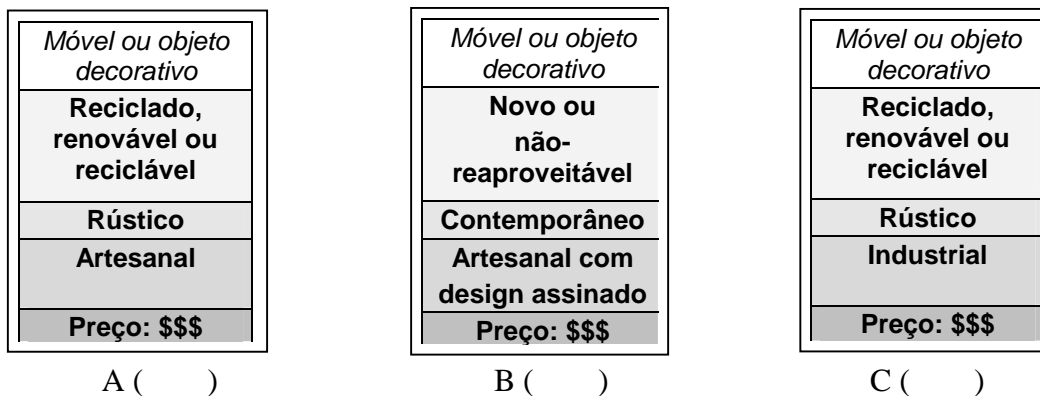 Móvel ou objeto
decorativo
Reciclado,
renovável ou
reciclável
Rústico
Artesanal
Preço: $$$
A (        )
Móvel ou objeto
decorativo
Novo ou
não-
reaproveitável
Contemporâneo
Artesanal com
design assinado
Preço: $$$
B (        )
Móvel ou objeto
decorativo
Reciclado,
renovável ou
reciclável
Rústico
Industrial
Preço: $$$
C (        )